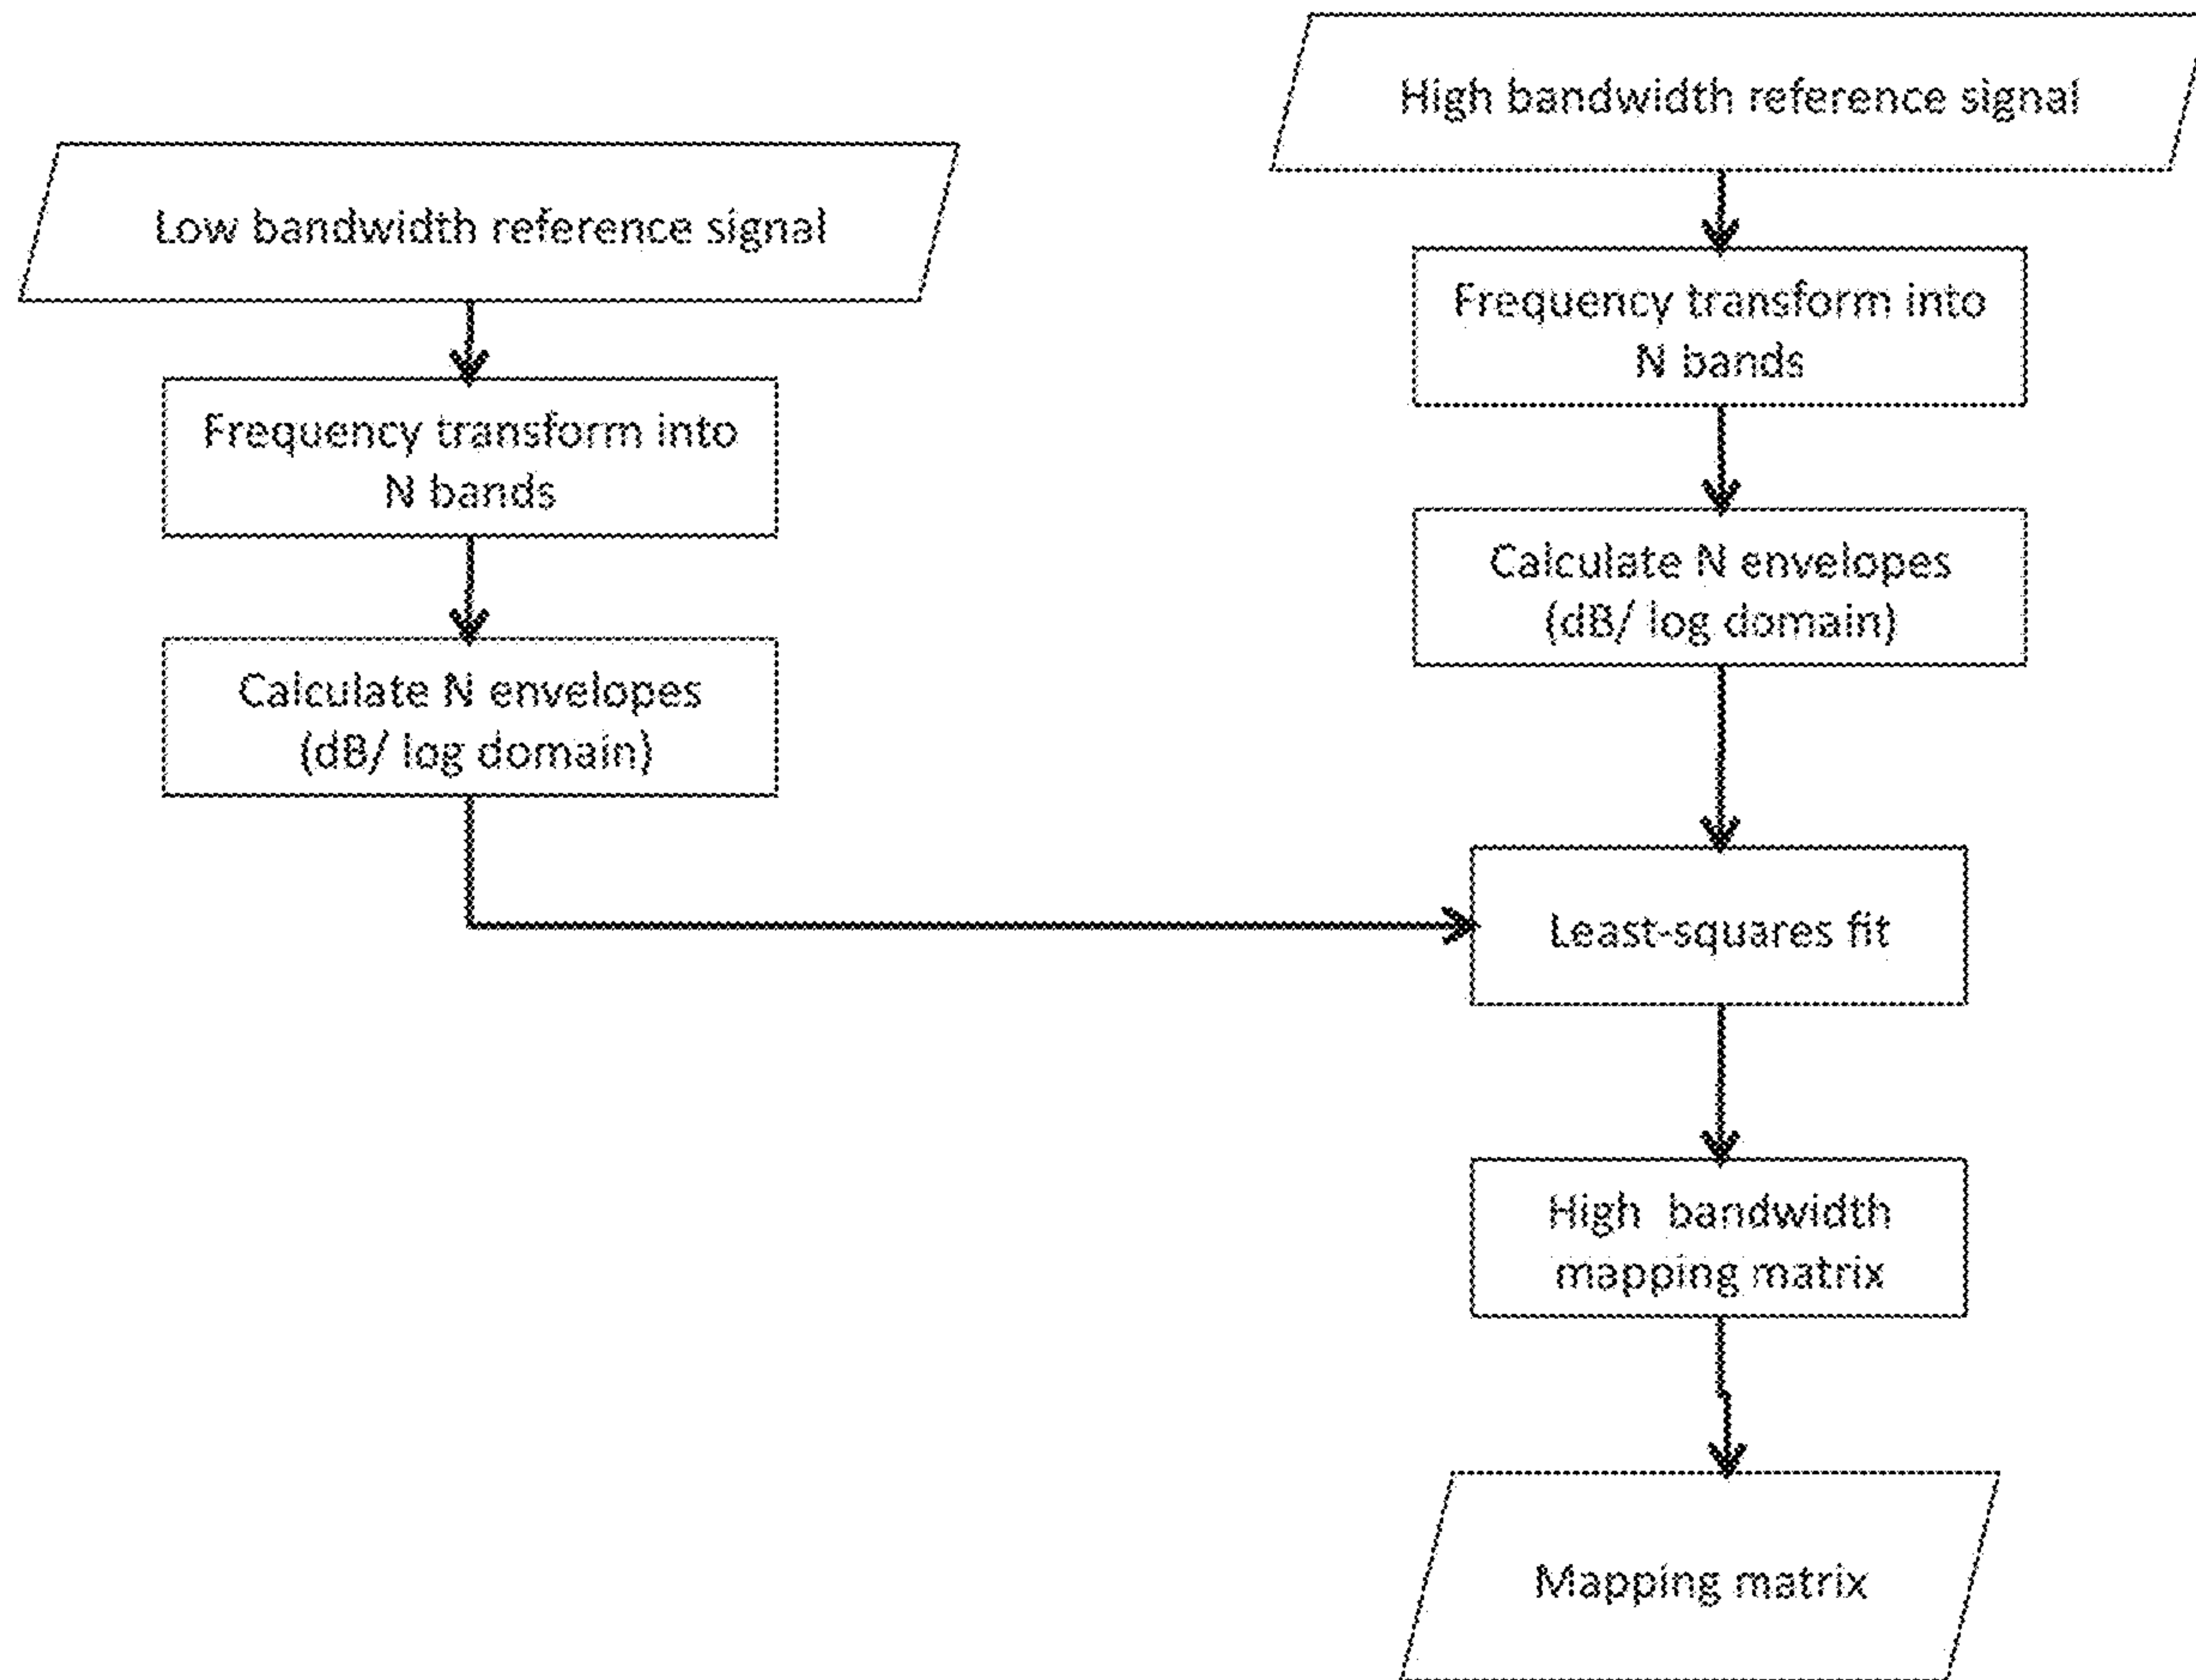 High bandwidth reference signal
Low bandwidth reference signal
Frequency transform into
N bands
Frequency transform into
N bands
Calculate N envelopes
(dB/ log domain)
Calculate N envelopes
(dB/ log domain)
Least-squares fit
High bandwidth
mapping matrix
Mapping matrix